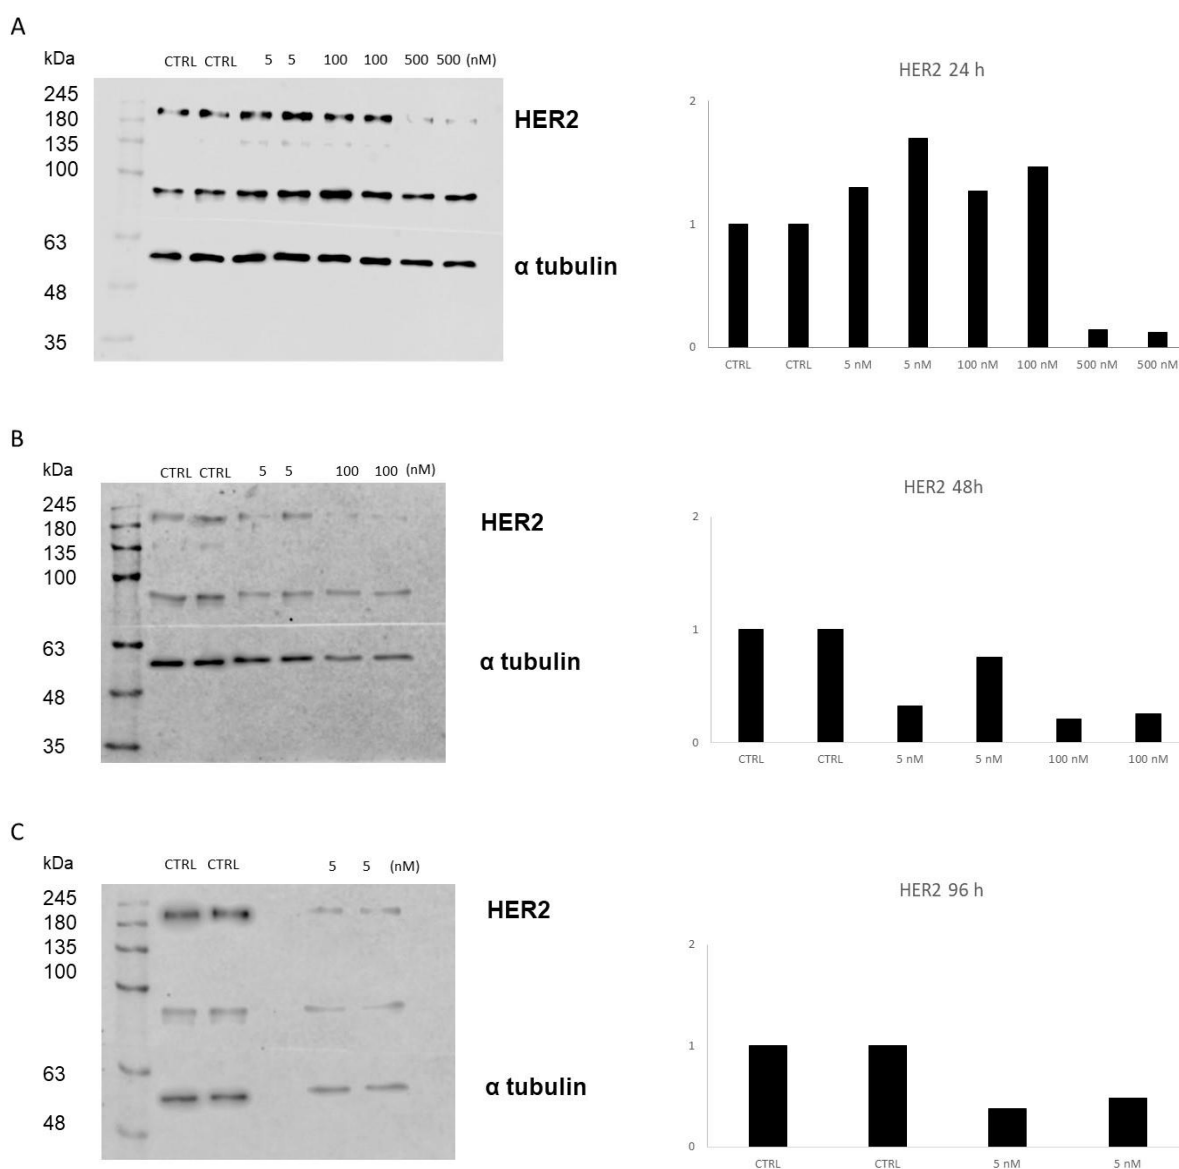 A
kDa
CTRL CTRL 5 5 100 100 500 500 (nM)
245
180
135
100
63
48
35
HER2
α tubulin
HER2 24 h
2
1
0
CTRL CTRL 5 nM 5 nM 100 nM 100 nM 500 nM 500 nM
B
kDa
CTRL CTRL 5 5 100 100 (nM)
245
180
135
100
63
48
35
HER2
α tubulin
HER2 48h
2
1
0
CTRL CTRL 5 nM 5 nM 100 nM 100 nM
C
kDa
CTRL CTRL 5 5 (nM)
245
180
135
100
63
48
HER2
α tubulin
HER2 96 h
2
1
0
CTRL CTRL 5 nM 5 nM